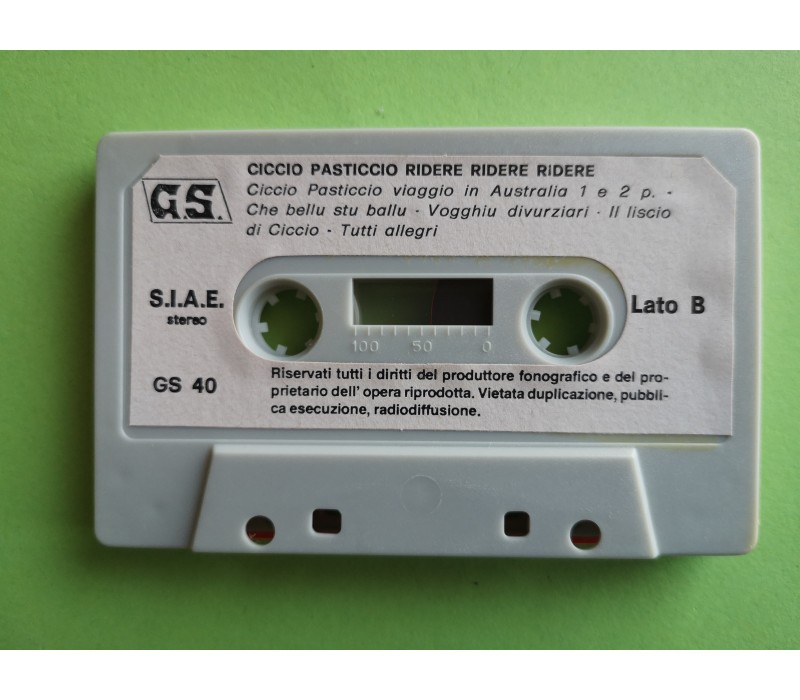 CICCIO PASTICCIO RIDERE RIDERE RIDERE
G.S.
Ciccio Pasticcio viaggio in Australia 1 e 2 p. -
Che bellu stu ballu - Vogghiu divurziari - Il liscio
di Ciccio - Tutti allegri
S.I.A.E.
stereo
Lato B
100 50 0
GS 40
Riservati tutti i diritti del produttore fonografico e del pro-
prietario dell' opera riprodotta. Vietata duplicazione, pubbli-
ca esecuzione, radiodiffusione.